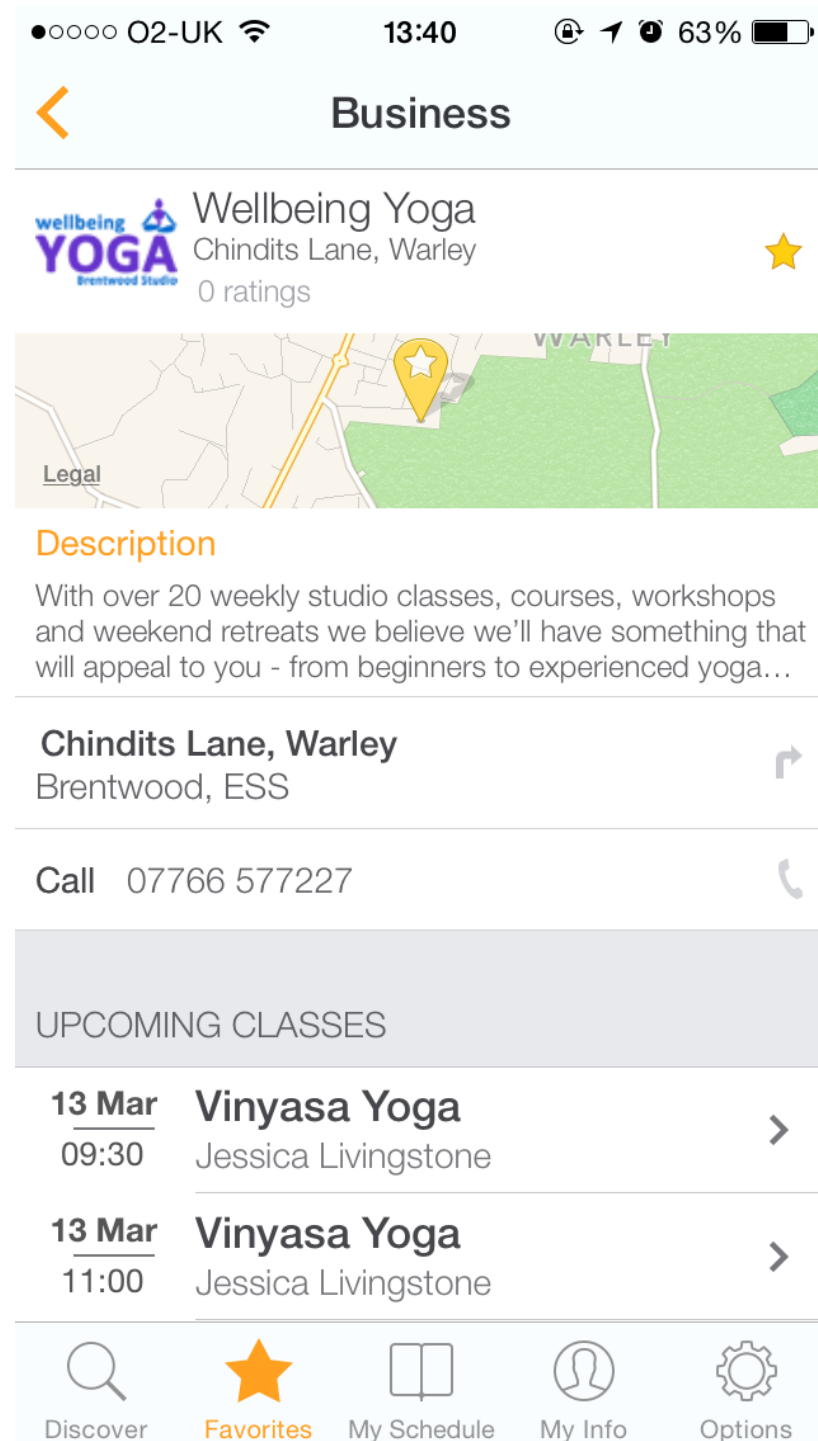 O2-UK 13:40 63%
Business
wellbeing
YOGA
Brentwood Studio
Wellbeing Yoga
Chindits Lane, Warley
0 ratings
WARLEY
Legal
Description
With over 20 weekly studio classes, courses, workshops
and weekend retreats we believe we’ll have something that
will appeal to you - from beginners to experienced yoga…
Chindits Lane, Warley
Brentwood, ESS
Call 07766 577227
UPCOMING CLASSES
13 Mar Vinyasa Yoga
09:30 Jessica Livingstone
13 Mar Vinyasa Yoga
11:00 Jessica Livingstone
Discover Favorites My Schedule My Info Options